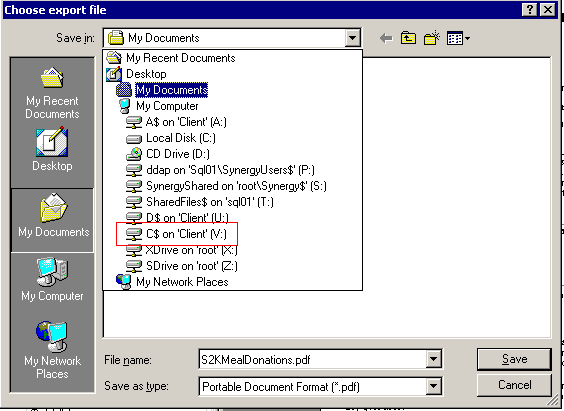 Choose export file
Save in:
My Documents
My Recent Documents
Desktop
My Documents
My Computer
A$ on 'Client' (A:)
Local Disk (C:)
CD Drive (D:)
ddap on 'Sql01\SynergyUsers$' (P:)
SynergyShared on 'root\Synergy$' (S:)
SharedFiles$ on 'sql01' (T:)
D$ on 'Client' (U:)
C$ on 'Client' (V:)
XDrive on 'root' (X:)
SDrive on 'root' (Z:)
My Network Places
My Recent
Documents
Desktop
My Documents
My Computer
My Network
Places
File name:
S2KMealDonations.pdf
Save
Save as type:
Portable Document Format (*.pdf)
Cancel